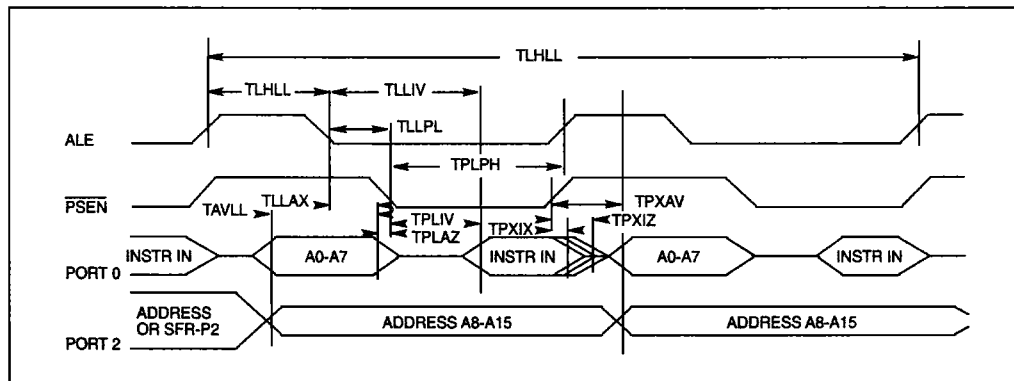 TLHLL
TLHLL TLLIV
TLLPL
ALE
TPLPH
PSEN
TLLAX
TPXAV
TAVLL
TPLIV
TPXIX
TPXIZ
TPLAZ
INSTR IN A0-A7 INSTR IN A0-A7 INSTR IN
PORT 0
ADDRESS
OR SFR-P2
ADDRESS A8-A15 ADDRESS A8-A15
PORT 2